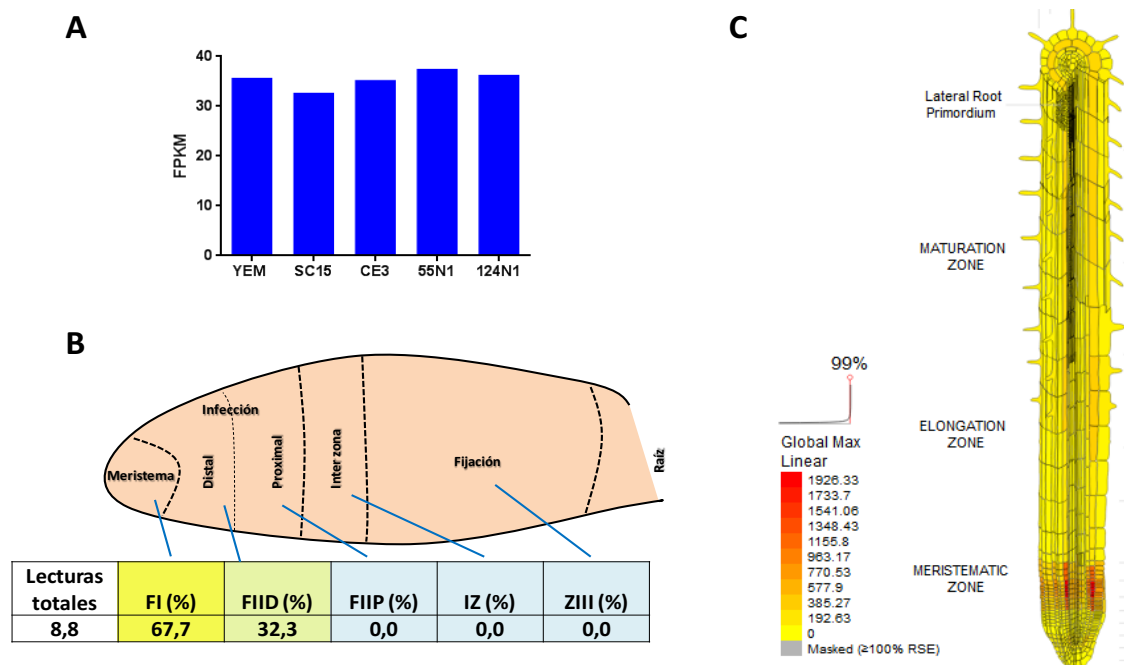 A
FPKM
40
30
20
10
0
YEM SC15 CE3 55N1 124N1
B
Infección
Meristema
Distal
Proximal
Inter zona
Fijación
Raíz
Lecturas totales FI (%) FIID (%) FIIP (%) IZ (%) ZIII (%)
8,8 67,7 32,3 0,0 0,0 0,0
C
Lateral Root
Primordium
MATURATION
ZONE
ELONGATION
ZONE
MERISTEMATIC
ZONE
99%
Global Max
Linear
1926.33
1733.7
1541.06
1348.43
1155.8
963.17
770.53
577.9
385.27
192.63
0
Masked (≥100% RSE)